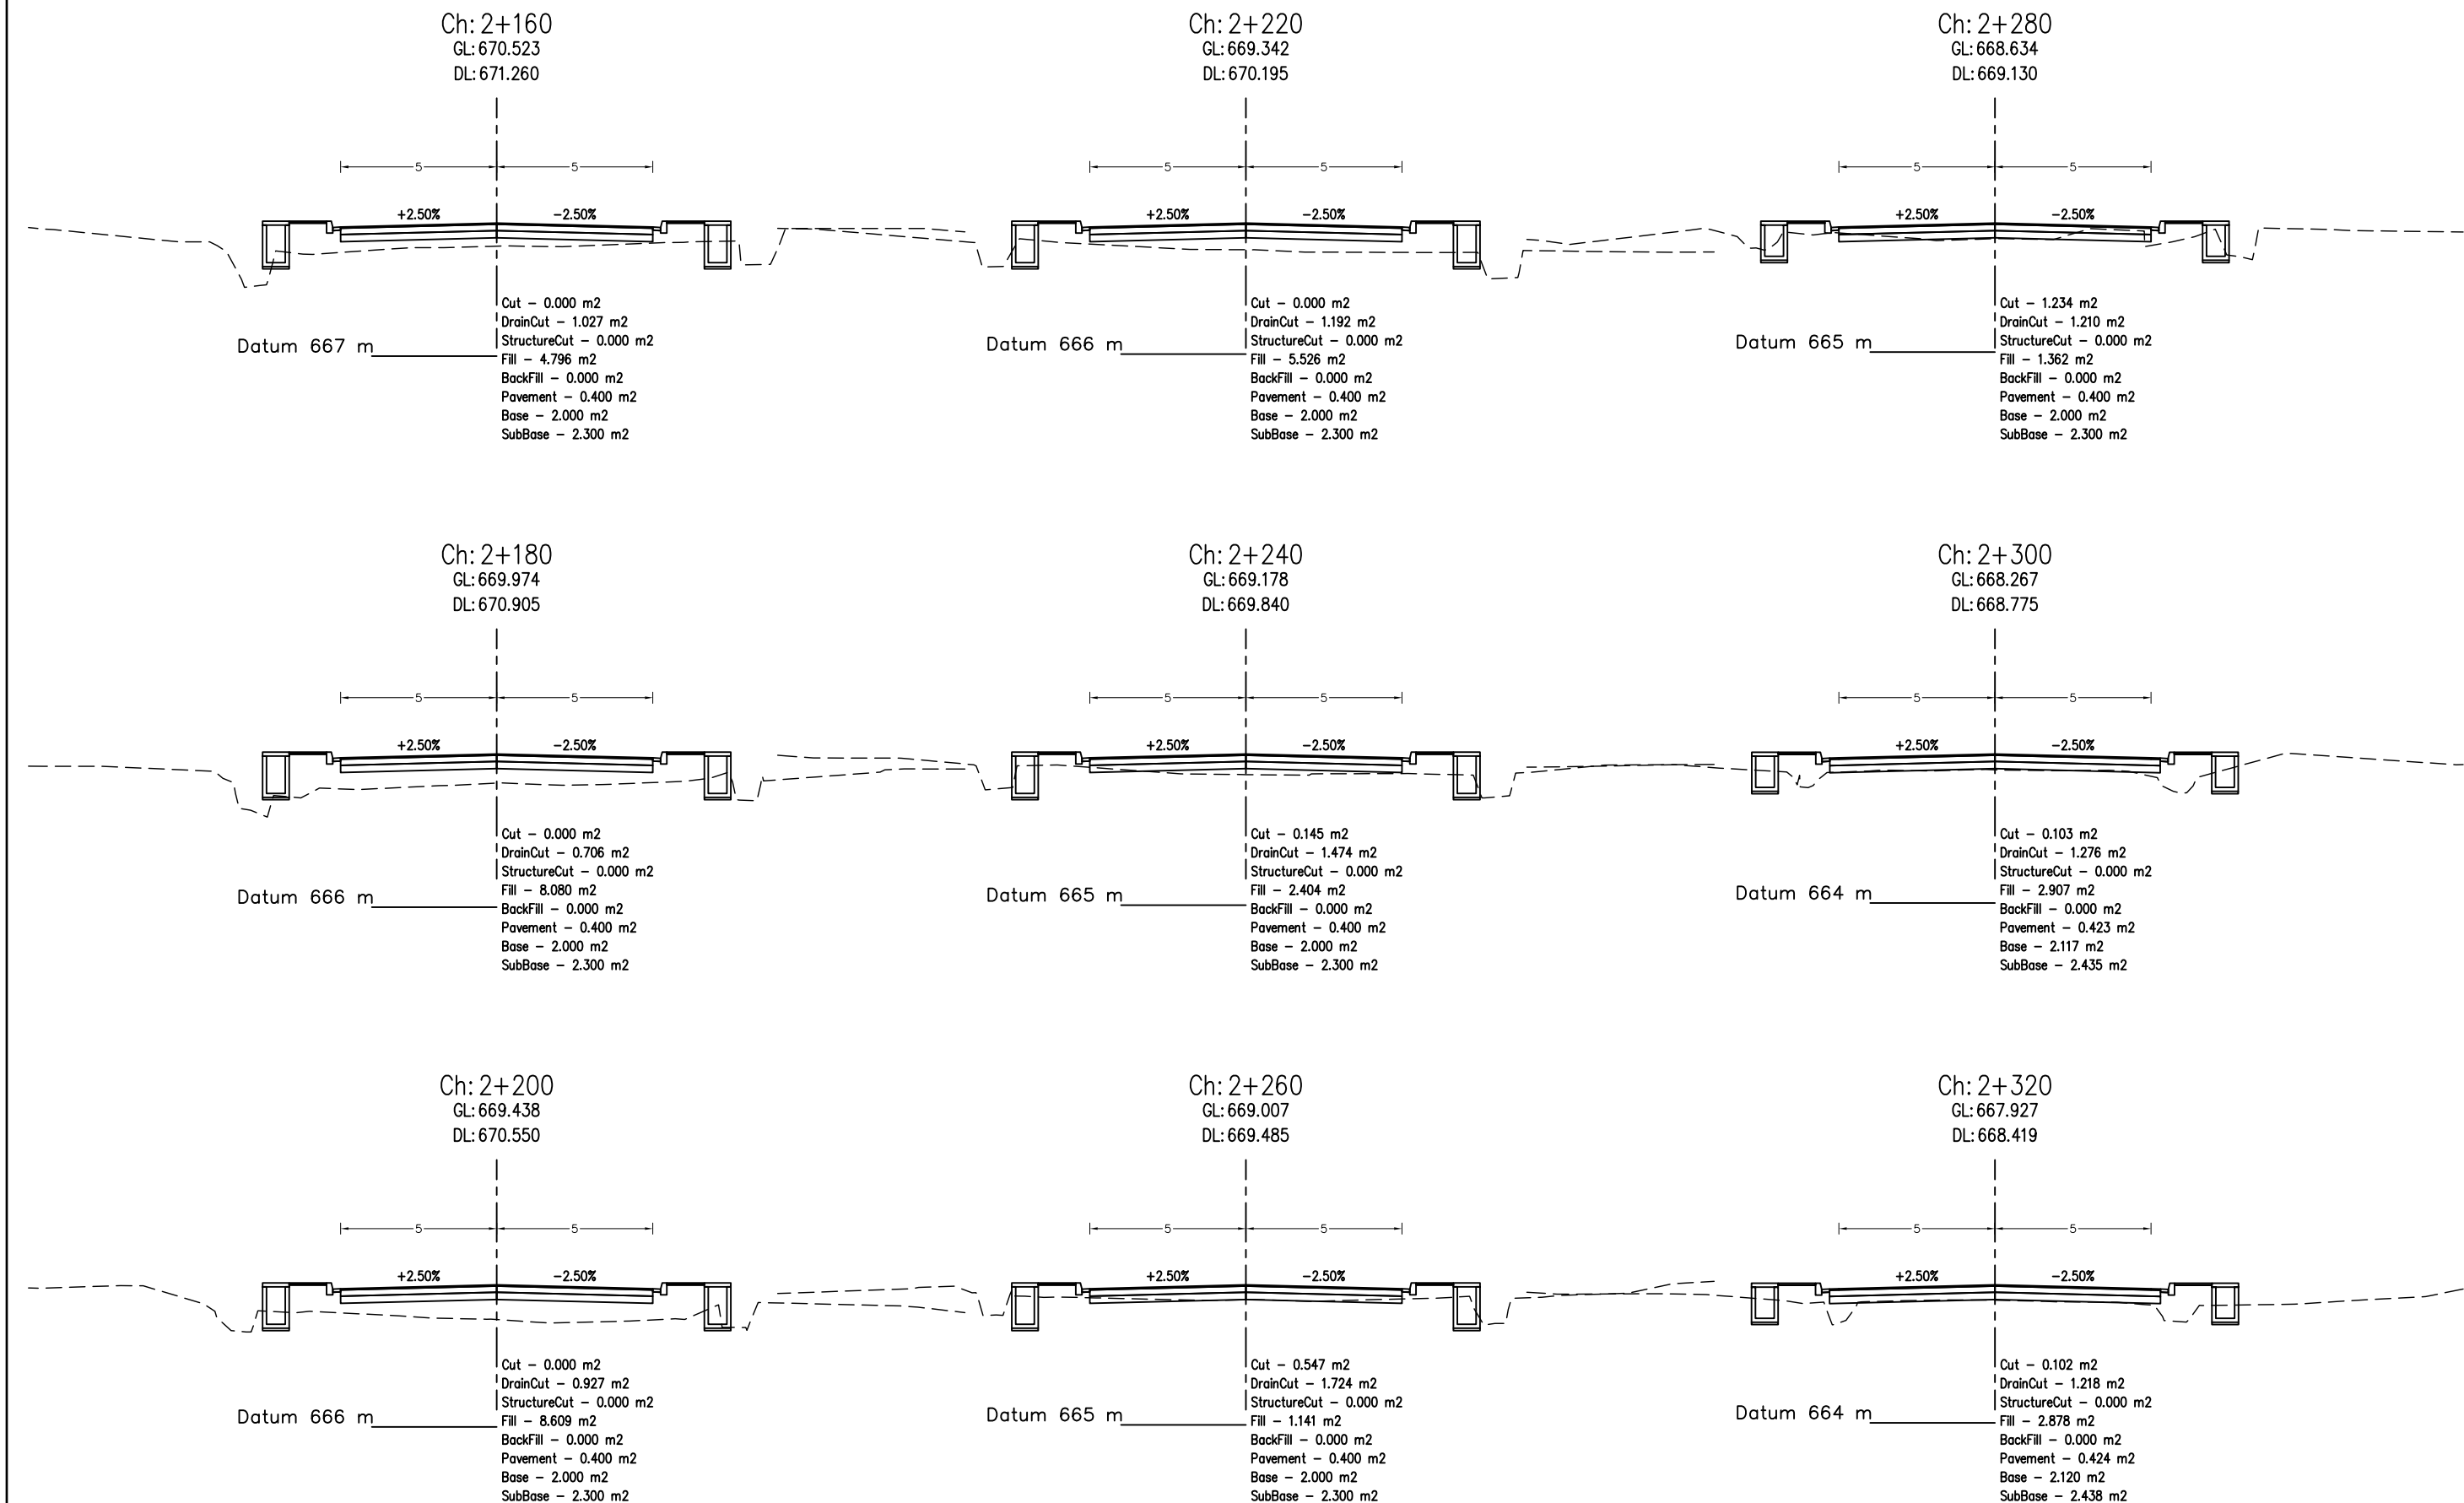 Ch: 2+160
GL: 670.523
DL: 671.260
5
5
+2.50%
-2.50%
Datum 667 m
Cut - 0.000 m2
DrainCut - 1.027 m2
StructureCut - 0.000 m2
Fill - 4.796 m2
BackFill - 0.000 m2
Pavement - 0.400 m2
Base - 2.000 m2
SubBase - 2.300 m2
Ch: 2+220
GL: 669.342
DL: 670.195
5
5
+2.50%
-2.50%
Datum 666 m
Cut - 0.000 m2
DrainCut - 1.192 m2
StructureCut - 0.000 m2
Fill - 5.526 m2
BackFill - 0.000 m2
Pavement - 0.400 m2
Base - 2.000 m2
SubBase - 2.300 m2
Ch: 2+280
GL: 668.634
DL: 669.130
5
5
+2.50%
-2.50%
Datum 665 m
Cut - 1.234 m2
DrainCut - 1.210 m2
StructureCut - 0.000 m2
Fill - 1.362 m2
BackFill - 0.000 m2
Pavement - 0.400 m2
Base - 2.000 m2
SubBase - 2.300 m2
Ch: 2+180
GL: 669.974
DL: 670.905
5
5
+2.50%
-2.50%
Datum 666 m
Cut - 0.000 m2
DrainCut - 0.706 m2
StructureCut - 0.000 m2
Fill - 8.080 m2
BackFill - 0.000 m2
Pavement - 0.400 m2
Base - 2.000 m2
SubBase - 2.300 m2
Ch: 2+240
GL: 669.178
DL: 669.840
5
5
+2.50%
-2.50%
Datum 665 m
Cut - 0.145 m2
DrainCut - 1.474 m2
StructureCut - 0.000 m2
Fill - 2.404 m2
BackFill - 0.000 m2
Pavement - 0.400 m2
Base - 2.000 m2
SubBase - 2.300 m2
Ch: 2+300
GL: 668.267
DL: 668.775
5
5
+2.50%
-2.50%
Datum 664 m
Cut - 0.103 m2
DrainCut - 1.276 m2
StructureCut - 0.000 m2
Fill - 2.907 m2
BackFill - 0.000 m2
Pavement - 0.423 m2
Base - 2.117 m2
SubBase - 2.435 m2
Ch: 2+200
GL: 669.438
DL: 670.550
5
5
+2.50%
-2.50%
Datum 666 m
Cut - 0.000 m2
DrainCut - 0.927 m2
StructureCut - 0.000 m2
Fill - 8.609 m2
BackFill - 0.000 m2
Pavement - 0.400 m2
Base - 2.000 m2
SubBase - 2.300 m2
Ch: 2+260
GL: 669.007
DL: 669.485
5
5
+2.50%
-2.50%
Datum 665 m
Cut - 0.547 m2
DrainCut - 1.724 m2
StructureCut - 0.000 m2
Fill - 1.141 m2
BackFill - 0.000 m2
Pavement - 0.400 m2
Base - 2.000 m2
SubBase - 2.300 m2
Ch: 2+320
GL: 667.927
DL: 668.419
5
5
+2.50%
-2.50%
Datum 664 m
Cut - 0.102 m2
DrainCut - 1.218 m2
StructureCut - 0.000 m2
Fill - 2.878 m2
BackFill - 0.000 m2
Pavement - 0.424 m2
Base - 2.120 m2
SubBase - 2.438 m2